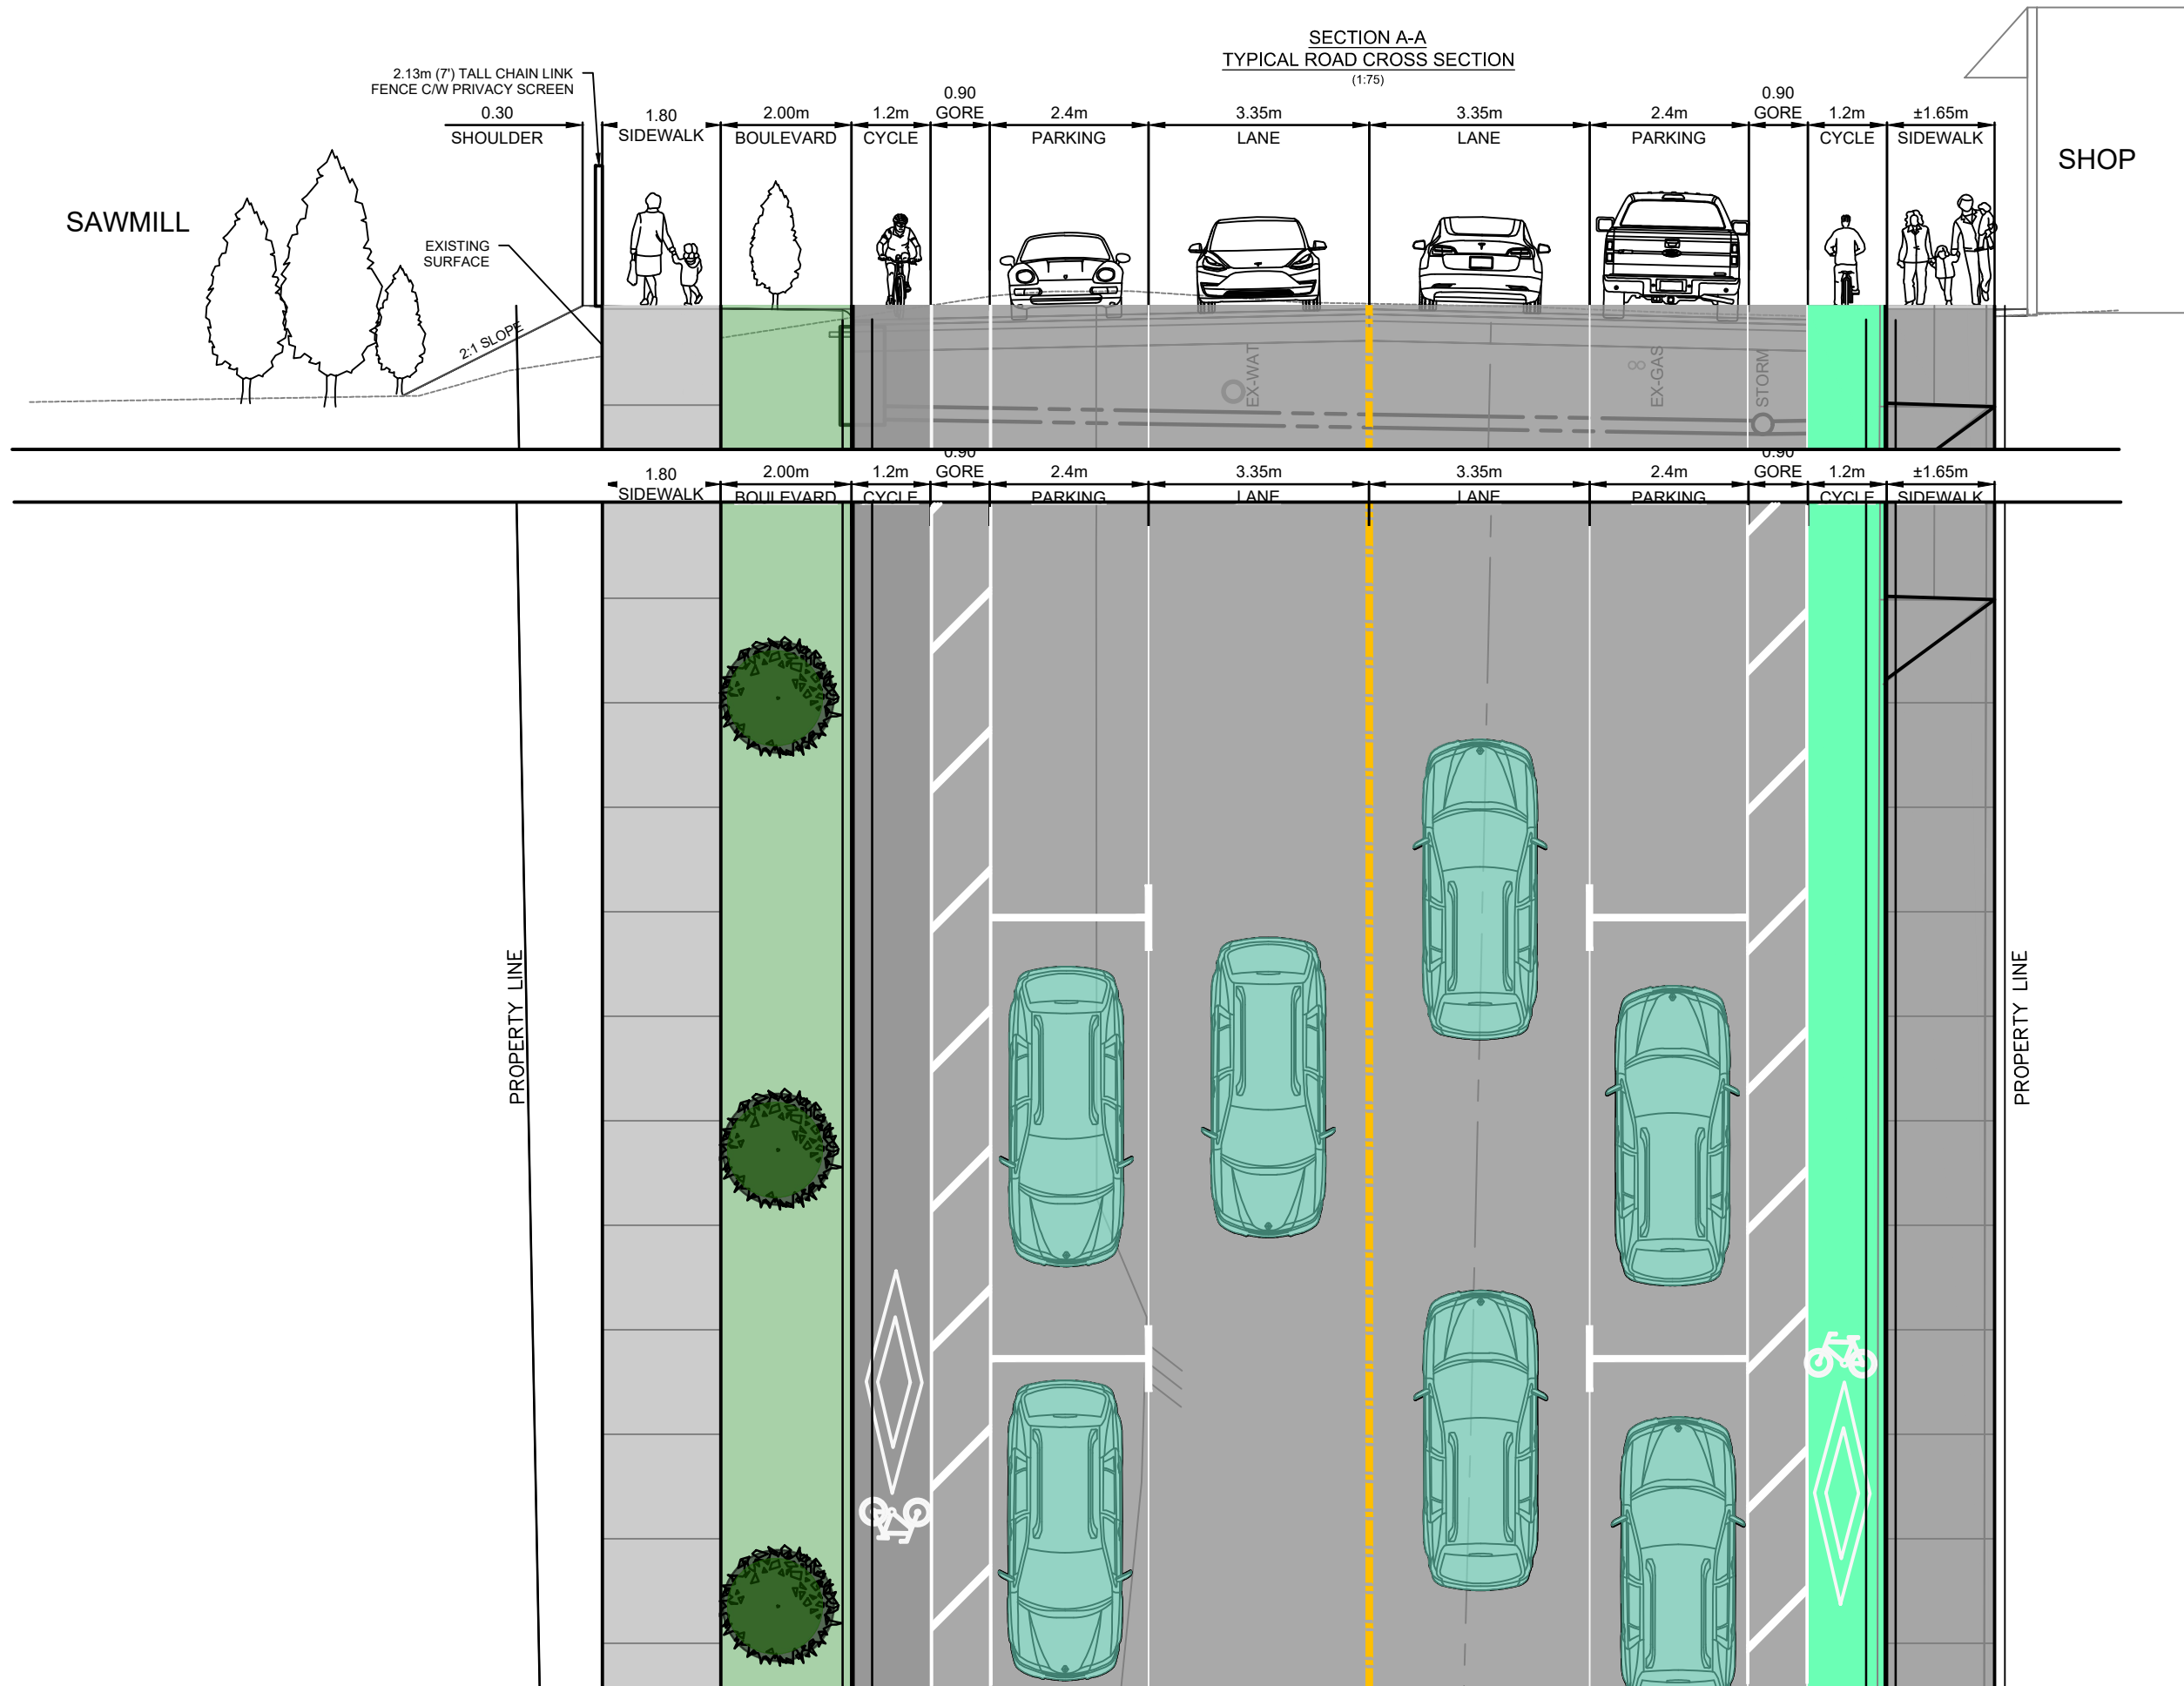 SECTION A-A
TYPICAL ROAD CROSS SECTION
(1:75)
2.13m (7') TALL CHAIN LINK
FENCE C/W PRIVACY SCREEN
0.30
SHOULDER
1.80
SIDEWALK
2.00m
BOULEVARD
1.2m
CYCLE
0.90
GORE
2.4m
PARKING
3.35m
LANE
3.35m
LANE
2.4m
PARKING
0.90
GORE
1.2m
CYCLE
±1.65m
SIDEWALK
SHOP
SAWMILL
EXISTING
SURFACE
2:1 SLOPE
EX-WAT
EX-GAS
STORM
1.80
SIDEWALK
2.00m
BOULEVARD
1.2m
CYCLE
0.90
GORE
2.4m
PARKING
3.35m
LANE
3.35m
LANE
2.4m
PARKING
0.90
GORE
1.2m
CYCLE
±1.65m
SIDEWALK
PROPERTY LINE
PROPERTY LINE